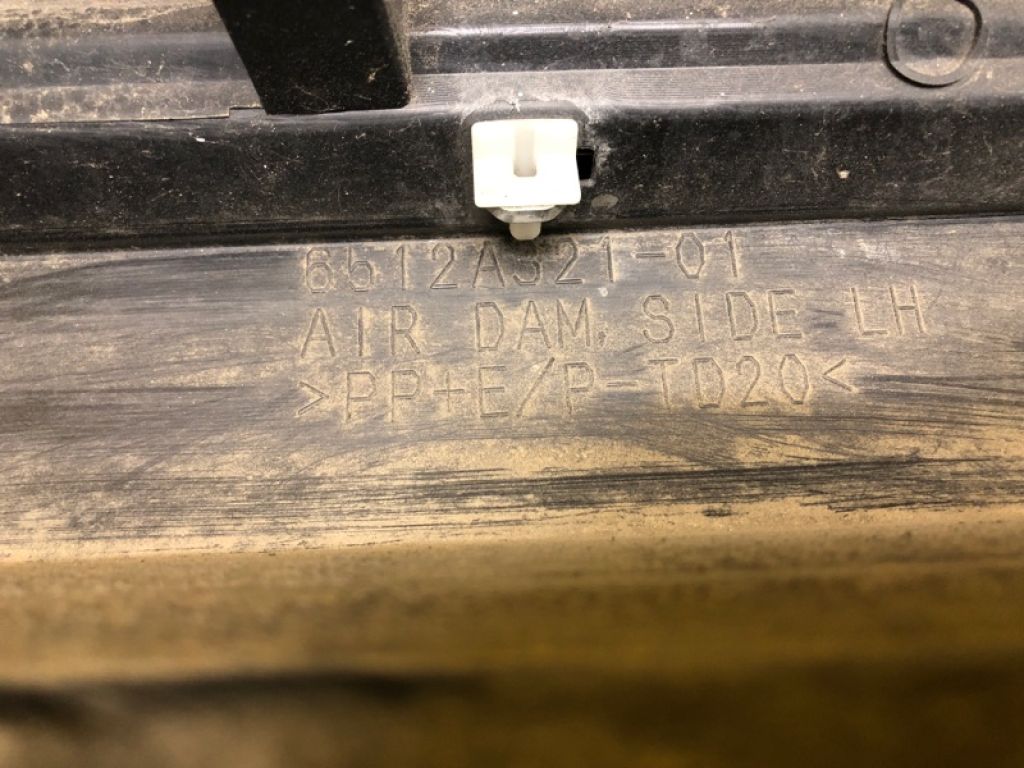 6512A321-01
AIR DAM, SIDE LH
>PP+E/P-TD20<